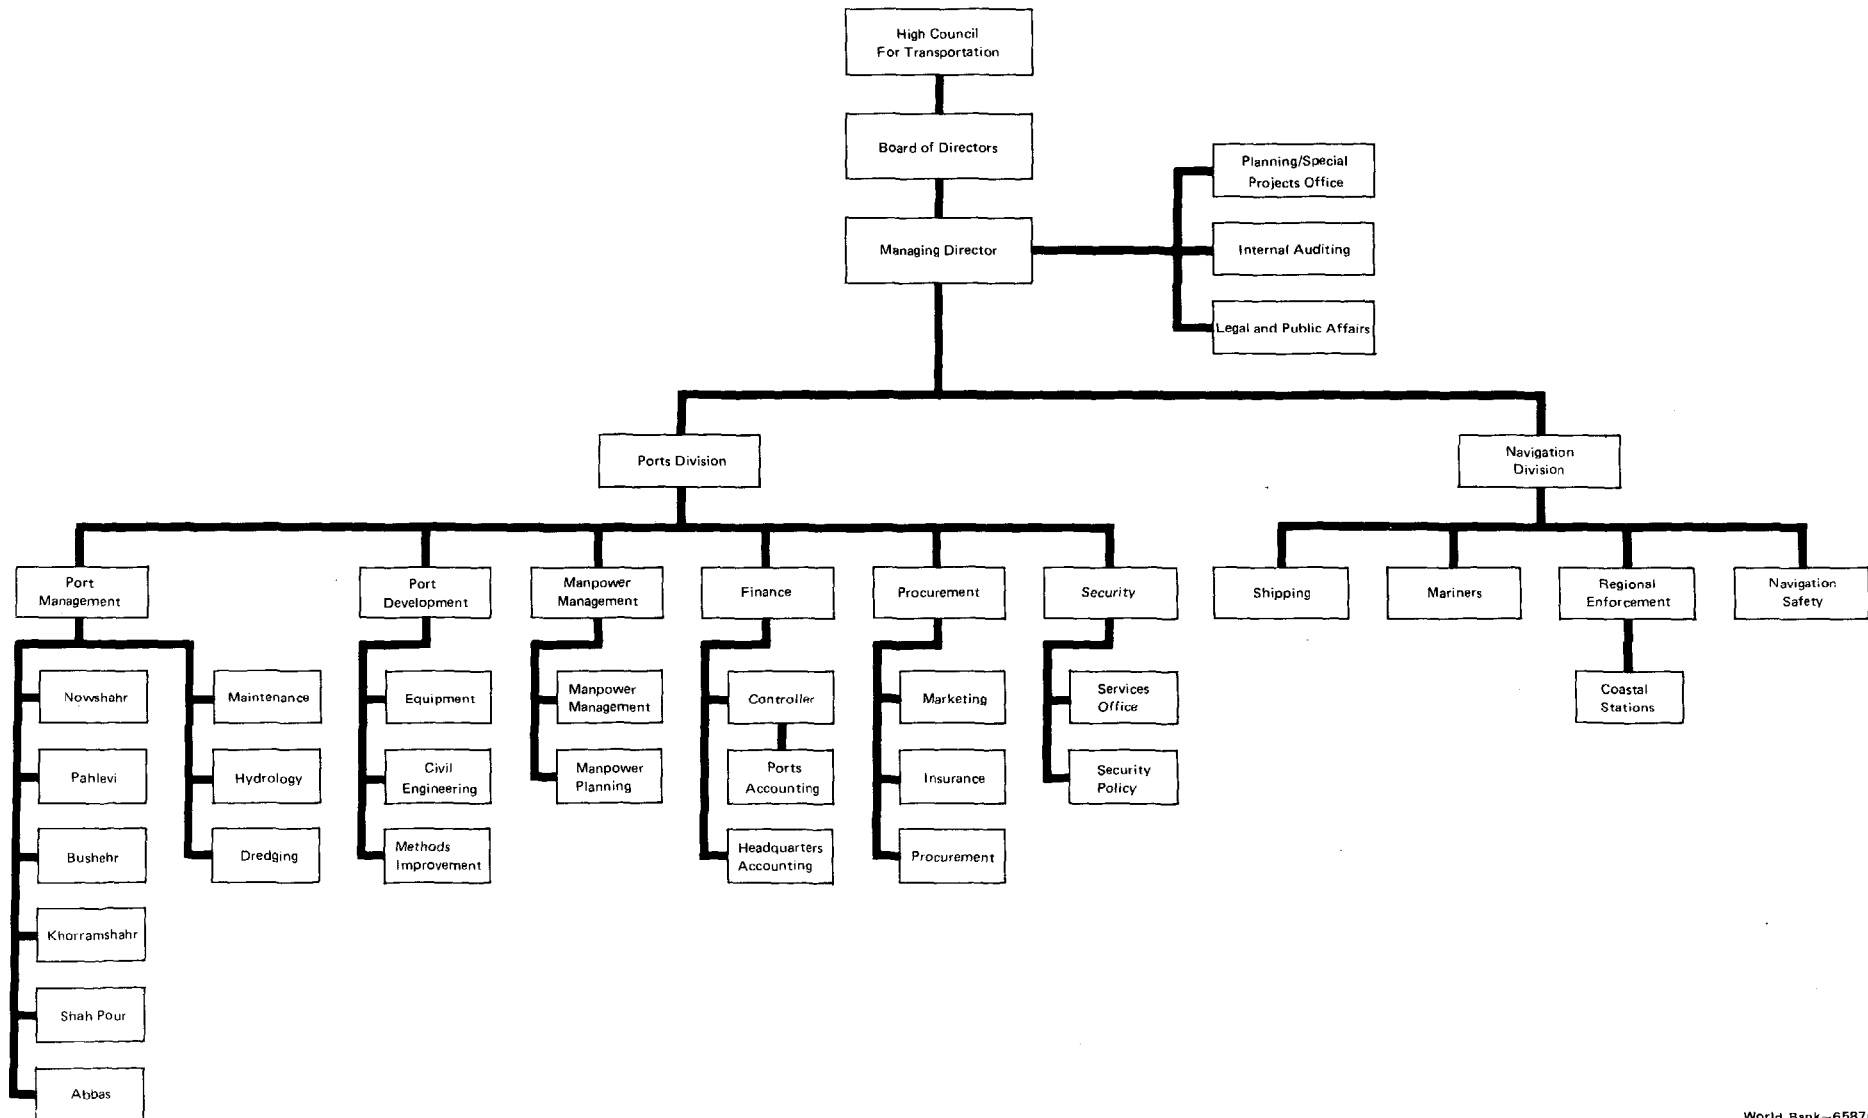 High Council
For Transportation
Board of Directors
Managing Director
Planning/Special
Projects Office
Internal Auditing
Legal and Public Affairs
Ports Division
Navigation
Division
Port
Management
Port
Development
Manpower
Management
Finance
Procurement
Security
Shipping
Mariners
Regional
Enforcement
Navigation
Safety
Nowshahr
Pahlevi
Bushehr
Khorramshahr
Shah Pour
Abbas
Maintenance
Hydrology
Dredging
Equipment
Civil
Engineering
Methods
Improvement
Manpower
Management
Manpower
Planning
Controller
Ports
Accounting
Headquarters
Accounting
Marketing
Insurance
Procurement
Services
Office
Security
Policy
Coastal
Stations
World Bank—6587